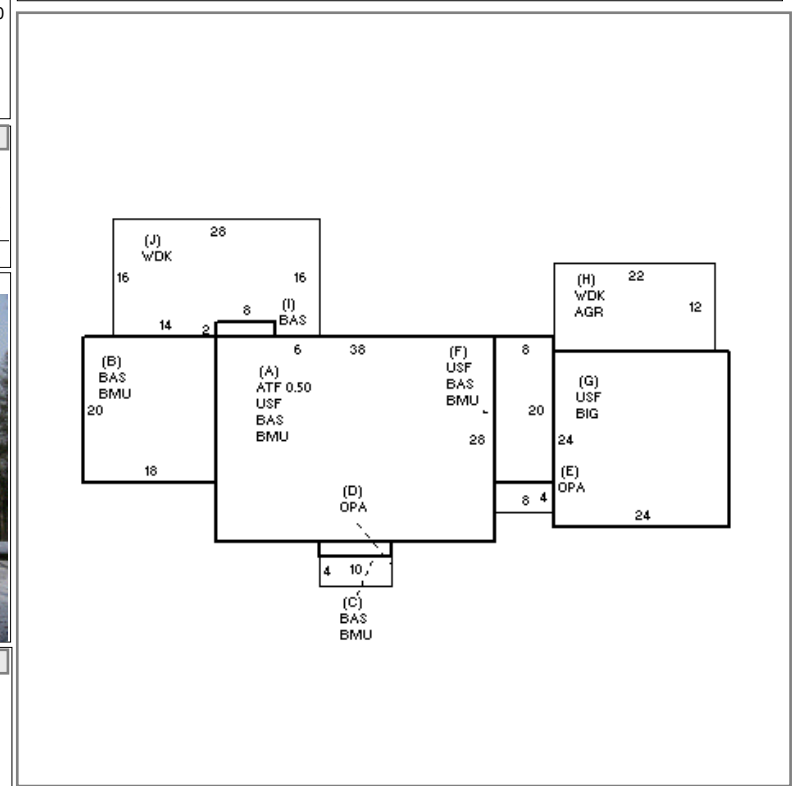 28
(J)
WDK
16
16
8
(I)
BAS
14
2
(H)
WDK
AGR
22
12
(B)
BAS
BMU
20
18
6
38
(A)
ATF 0.50
USF
BAS
BMU
(F)
USF
BAS
BMU
28
8
20
(G)
USF
BIG
24
(E)
OPA
8
4
24
(D)
OPA
4
10
(C)
BAS
BMU